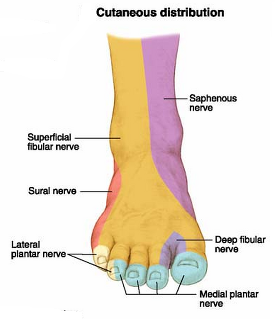 Cutaneous distribution
Saphenous
nerve
Superficial
fibular nerve
Sural nerve
Lateral
plantar nerve
Deep fibular
nerve
Medial plantar
nerve